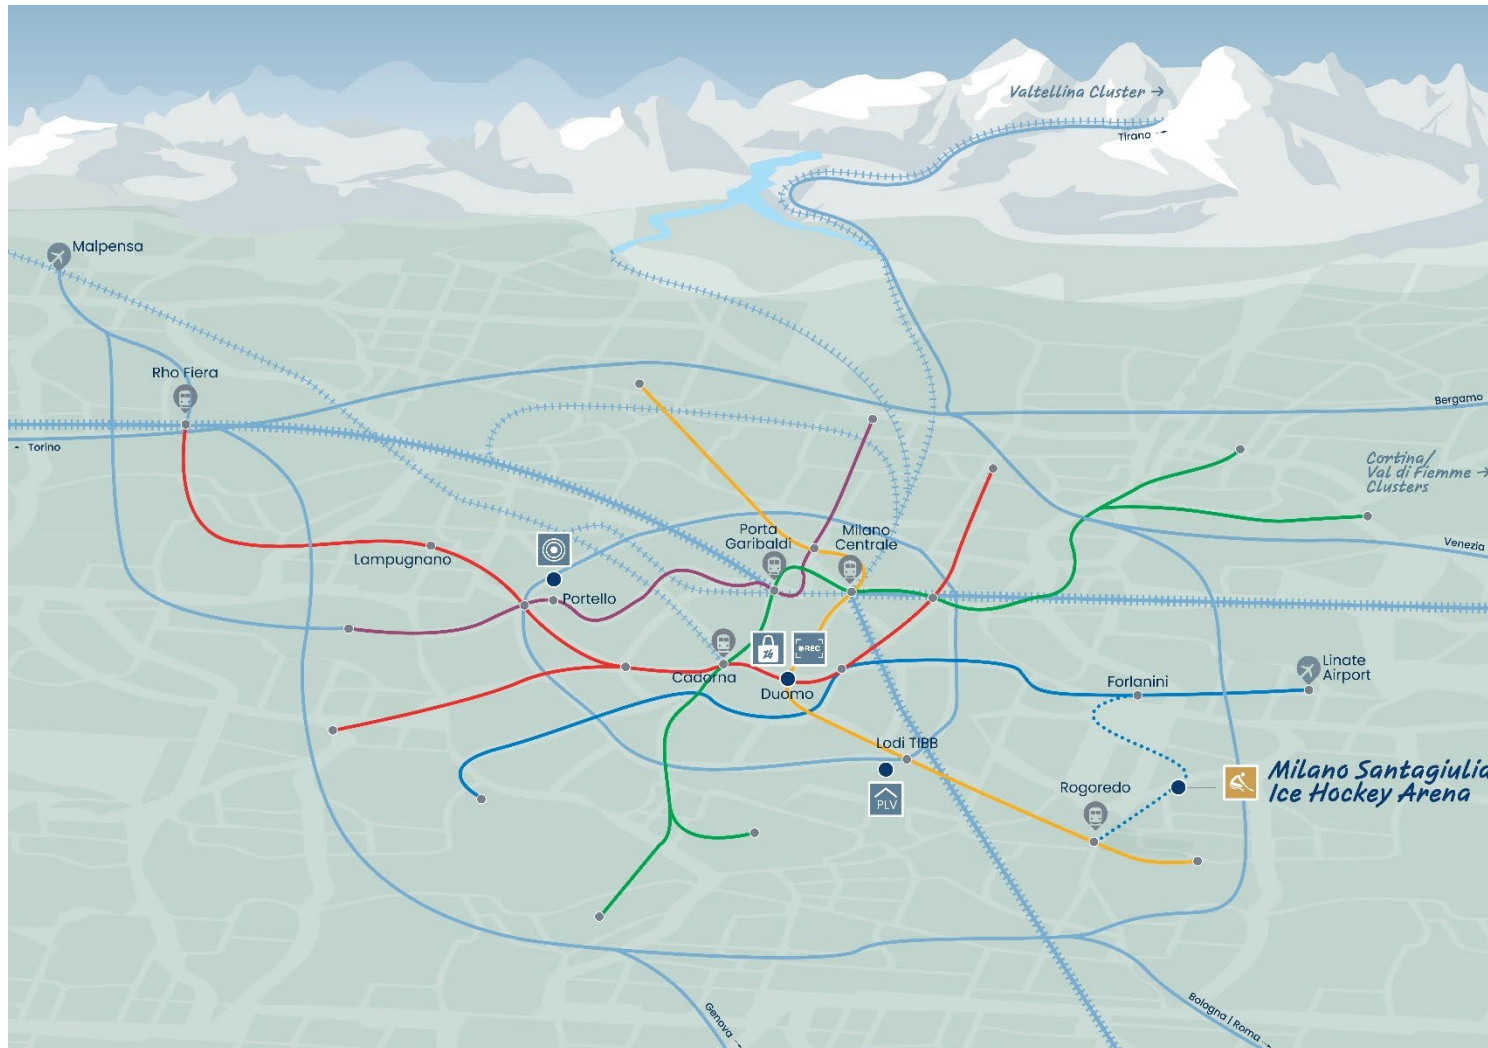 Valtellina Cluster →
Tirano →
Malpensa
Rho Fiera
Bergamo
← Torino
Cortina/
Val di Fiemme →
Clusters
Porta
Garibaldi
Milano
Centrale
Venezia
Lampugnano
Portello
*REC
Cadorna
Duomo
Linate
Airport
Forlanini
Lodi TIBB
PLV
Rogoredo
Milano Santagiulia
Ice Hockey Arena
Genova →
Bologna | Roma →